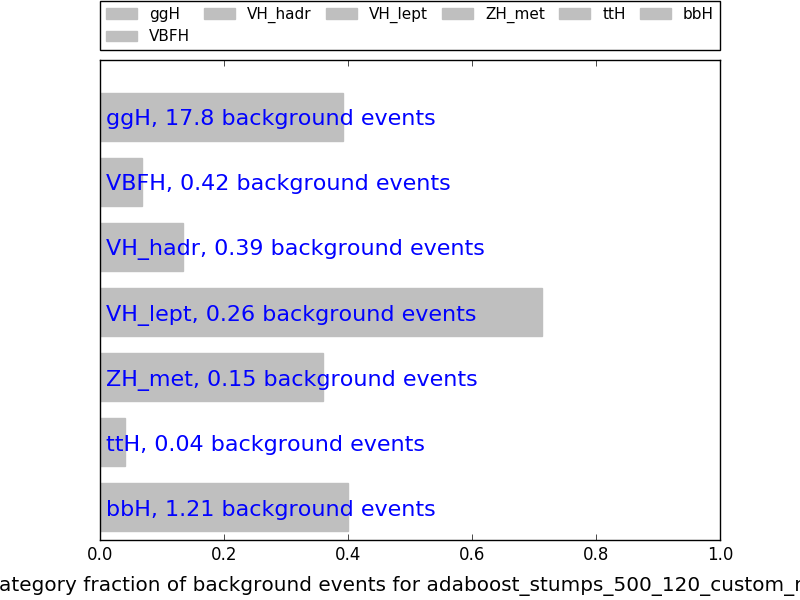 ggH VH_hadr VH_lept ZH_met ttH bbH
VBFH
ggH, 17.8 background events
VBFH, 0.42 background events
VH_hadr, 0.39 background events
VH_lept, 0.26 background events
ZH_met, 0.15 background events
ttH, 0.04 background events
bbH, 1.21 background events
0.0 0.2 0.4 0.6 0.8 1.0
ategory fraction of background events for adaboost_stumps_500_120_custom_